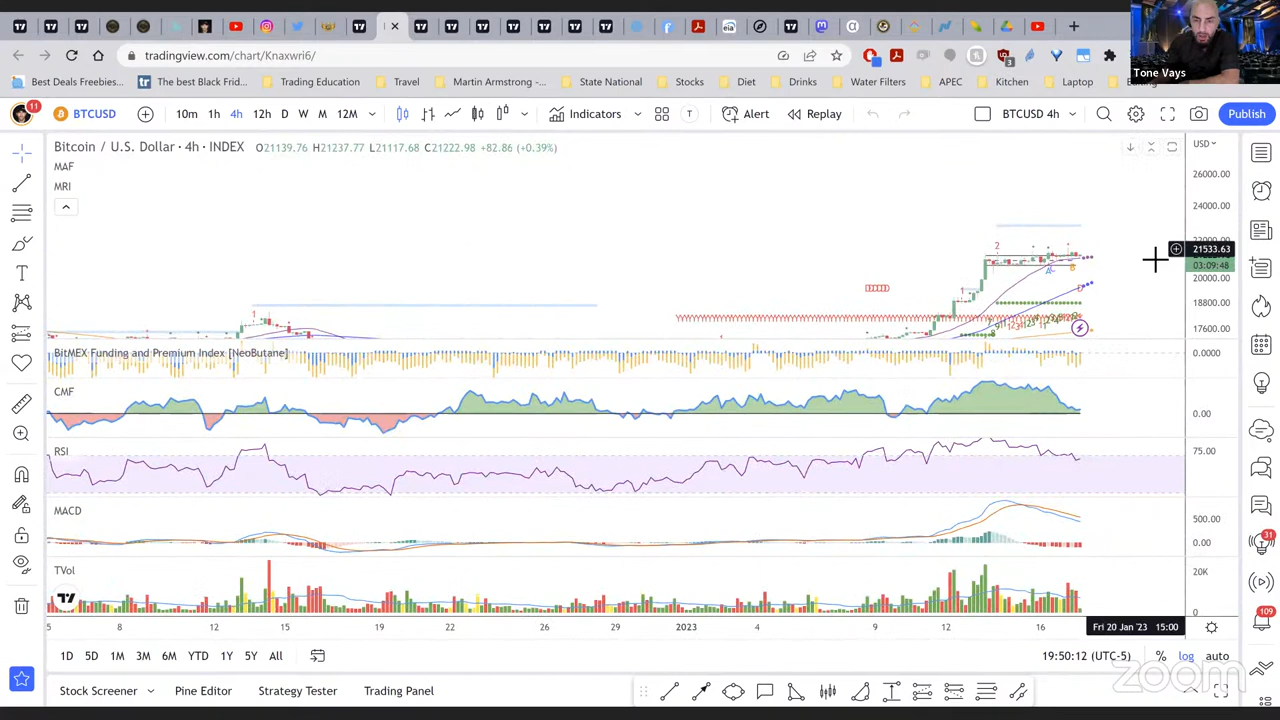 Tone Vays
tradingview.com/chart/Knaxwri6/
Best Deals Freebies...
The best Black Frid...
Trading Education
Travel
Martin Armstrong -...
State National
Stocks
Diet
Drinks
Water Filters
APEC
Kitchen
Laptop
11
BTCUSD
10m 1h 4h 12h D W M 12M
Indicators
Alert
Replay
BTCUSD 4h
Publish
Bitcoin / U.S. Dollar · 4h · INDEX O21139.76 H21237.77 L21117.68 C21222.98 +82.86 (+0.39%)
USD
MAF
MRI
26000.00
24000.00
21533.63
03:09:48
20000.00
18800.00
17600.00
BitMEX Funding and Premium Index [NeoButane]
0.0000
CMF
0.00
RSI
75.00
MACD
500.00
0.00
TVol
20K
0
5 8 12 15 19 22 26 29 2023 4 9 12 16 Fri 20 Jan '23 15:00
1D 5D 1M 3M 6M YTD 1Y 5Y All
19:50:12 (UTC-5) % log auto
Stock Screener
Pine Editor
Strategy Tester
Trading Panel
31
109
zoom